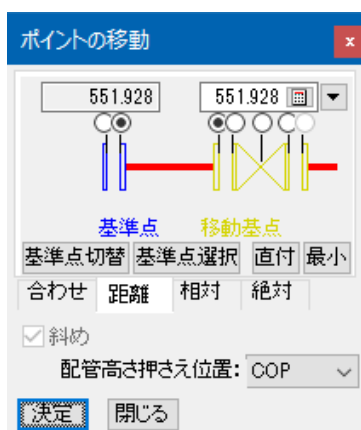 ポイントの移動
x
551.928 551.928
基準点 移動基点
基準点切替 基準点選択 直付 最小
合わせ 距離 相対 絶対
斜め
配管高さ押さえ位置: COP
決定 閉じる